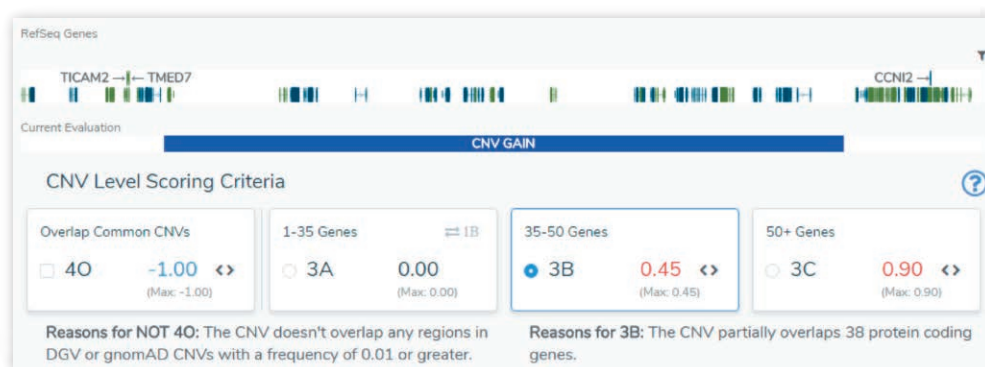 RefSeq Genes
TICAM2 →← TMED7
CCNI2 →
Current Evaluation
CNV GAIN
CNV Level Scoring Criteria
Overlap Common CNVs
4O -1.00 <>
(Max: -1.00)
1-35 Genes ⇄ 1B
3A 0.00
(Max: 0.00)
35-50 Genes
3B 0.45 <>
(Max: 0.45)
50+ Genes
3C 0.90 <>
(Max: 0.90)
Reasons for NOT 4O: The CNV doesn't overlap any regions in
DGV or gnomAD CNVs with a frequency of 0.01 or greater.
Reasons for 3B: The CNV partially overlaps 38 protein coding
genes.